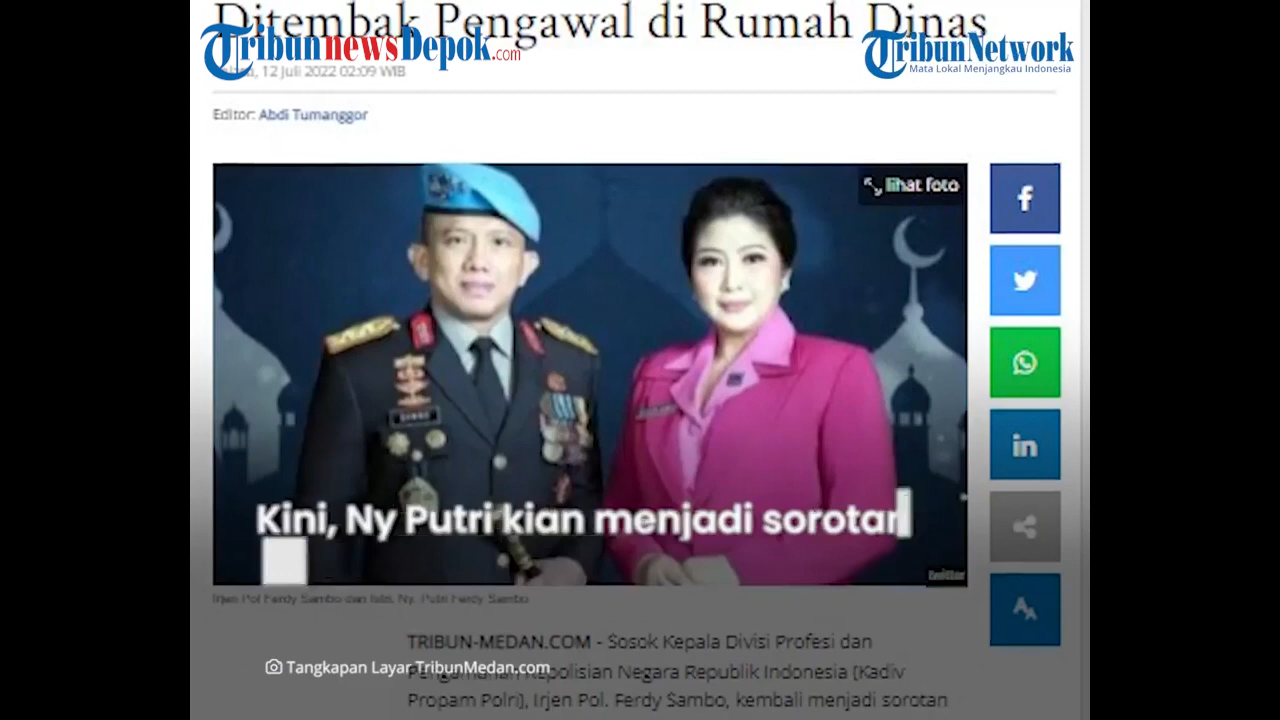 Ditembak Pengawal di Rumah Dinas
TribunnewsDepok.com
TribunNetwork
Mata Lokal Menjangkau Indonesia
12 Juli 2022 02:09 WIB
Editor: Abdi Tumanggor
lihat foto
Kini, Ny Putri kian menjadi sorotan
twitter
Irjen Pol Ferdy Sambo dan Istri, Ny. Putri Ferdy Sambo
TRIBUN-MEDAN.COM - Sosok Kepala Divisi Profesi dan
Tangkapan Layar TribunMedan.com
Pengamanan Kepolisian Negara Republik Indonesia (Kadiv
Propam Polri), Irjen Pol. Ferdy Sambo, kembali menjadi sorotan